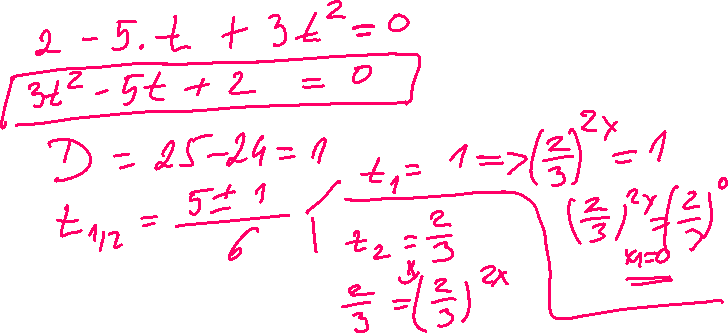 2 - 5.t + 3t² = 0
3t² - 5t + 2 = 0
D = 25 - 24 = 1
t₁/₂ = (5 ± 1)/6
t₁ = 1 => (2/3)^2x = 1
(2/3)^2x = (2/3)^0
x₁ = 0
t₂ = 2/3
2/3 = (2/3)^2x